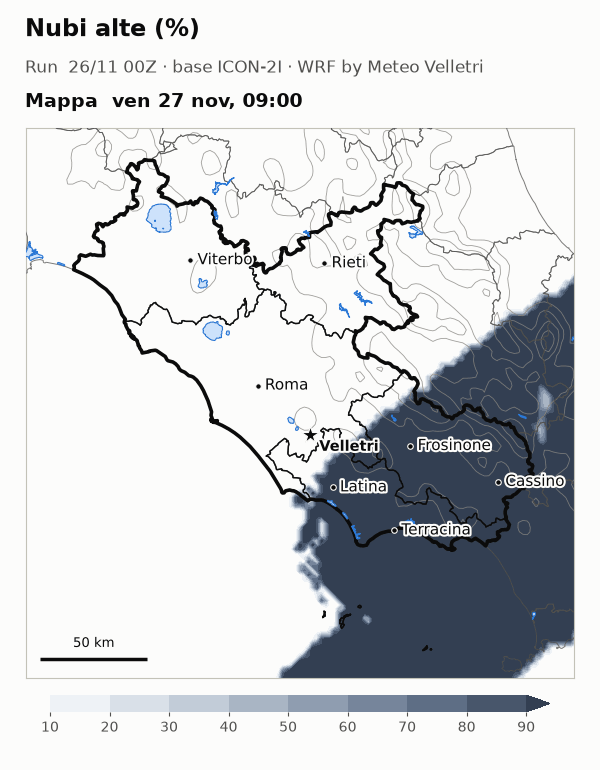 Nubi alte (%)
Run  26/11 00Z · base ICON-2I · WRF by Meteo Velletri
Mappa  ven 27 nov, 09:00
Viterbo
Rieti
Roma
Velletri
Frosinone
Latina
Cassino
Terracina
50 km
10 20 30 40 50 60 70 80 90